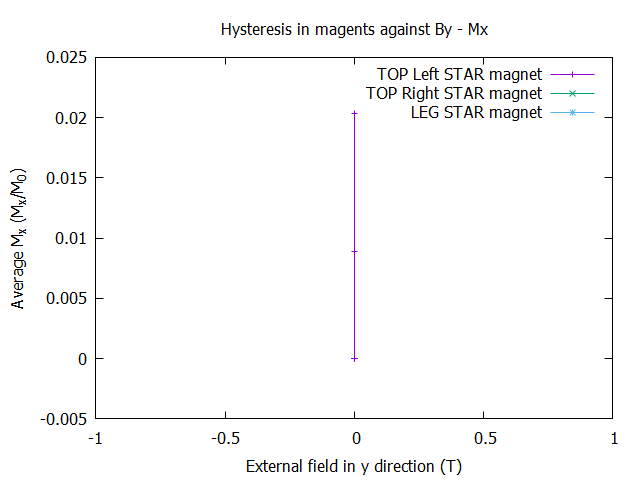 Hysteresis in magents against By - Mx
0.025
0.02
0.015
0.01
0.005
0
-0.005
-1
-0.5
0
0.5
1
TOP Left STAR magnet
TOP Right STAR magnet
LEG STAR magnet
Average Mx (Mx/M0)
External field in y direction (T)